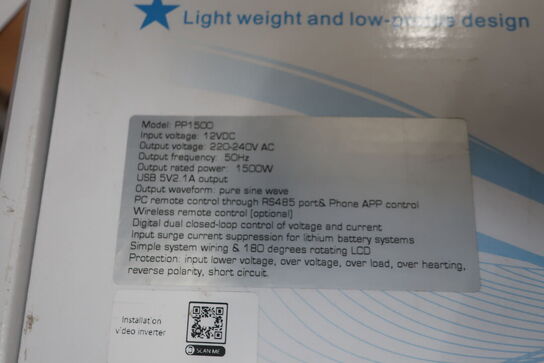 Light weight and low-profile design
Model: PP1500
Input voltage: 12VDC
Output voltage: 220-240V AC
Output frequency: 50Hz
Output rated power: 1500W
USB 5V2.1A output
Output waveform: pure sine wave
PC remote control through RS485 port& Phone APP control
Wireless remote control (optional)
Digital dual closed-loop control of voltage and current
Input surge current suppression for lithium battery systems
Simple system wiring & 180 degrees rotating LCD
Protection: input lower voltage, over voltage, over load, over hearting,
reverse polarity, short circuit.
Installation
video inverter
SCAN ME